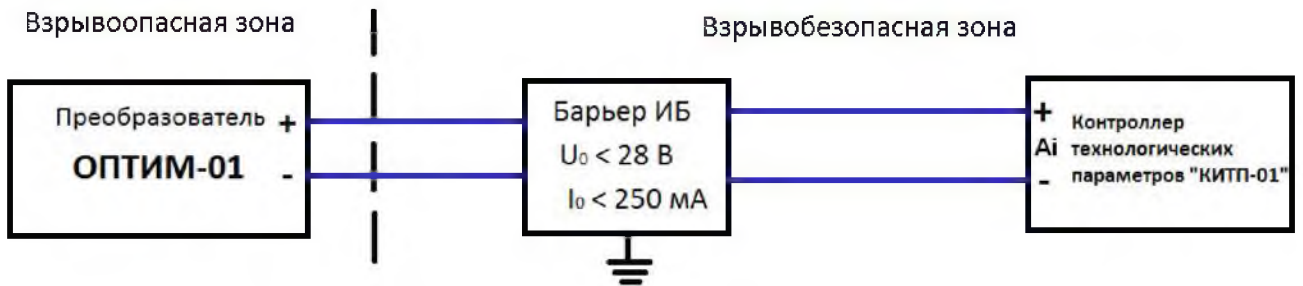 Взрывоопасная зона
Взрывобезопасная зона
Преобразователь +
ОПТИМ-01 -
Барьер ИБ
U₀ < 28 В
I₀ < 250 мА
+
Ai
-
Контроллер
технологических
параметров "КИТП-01"